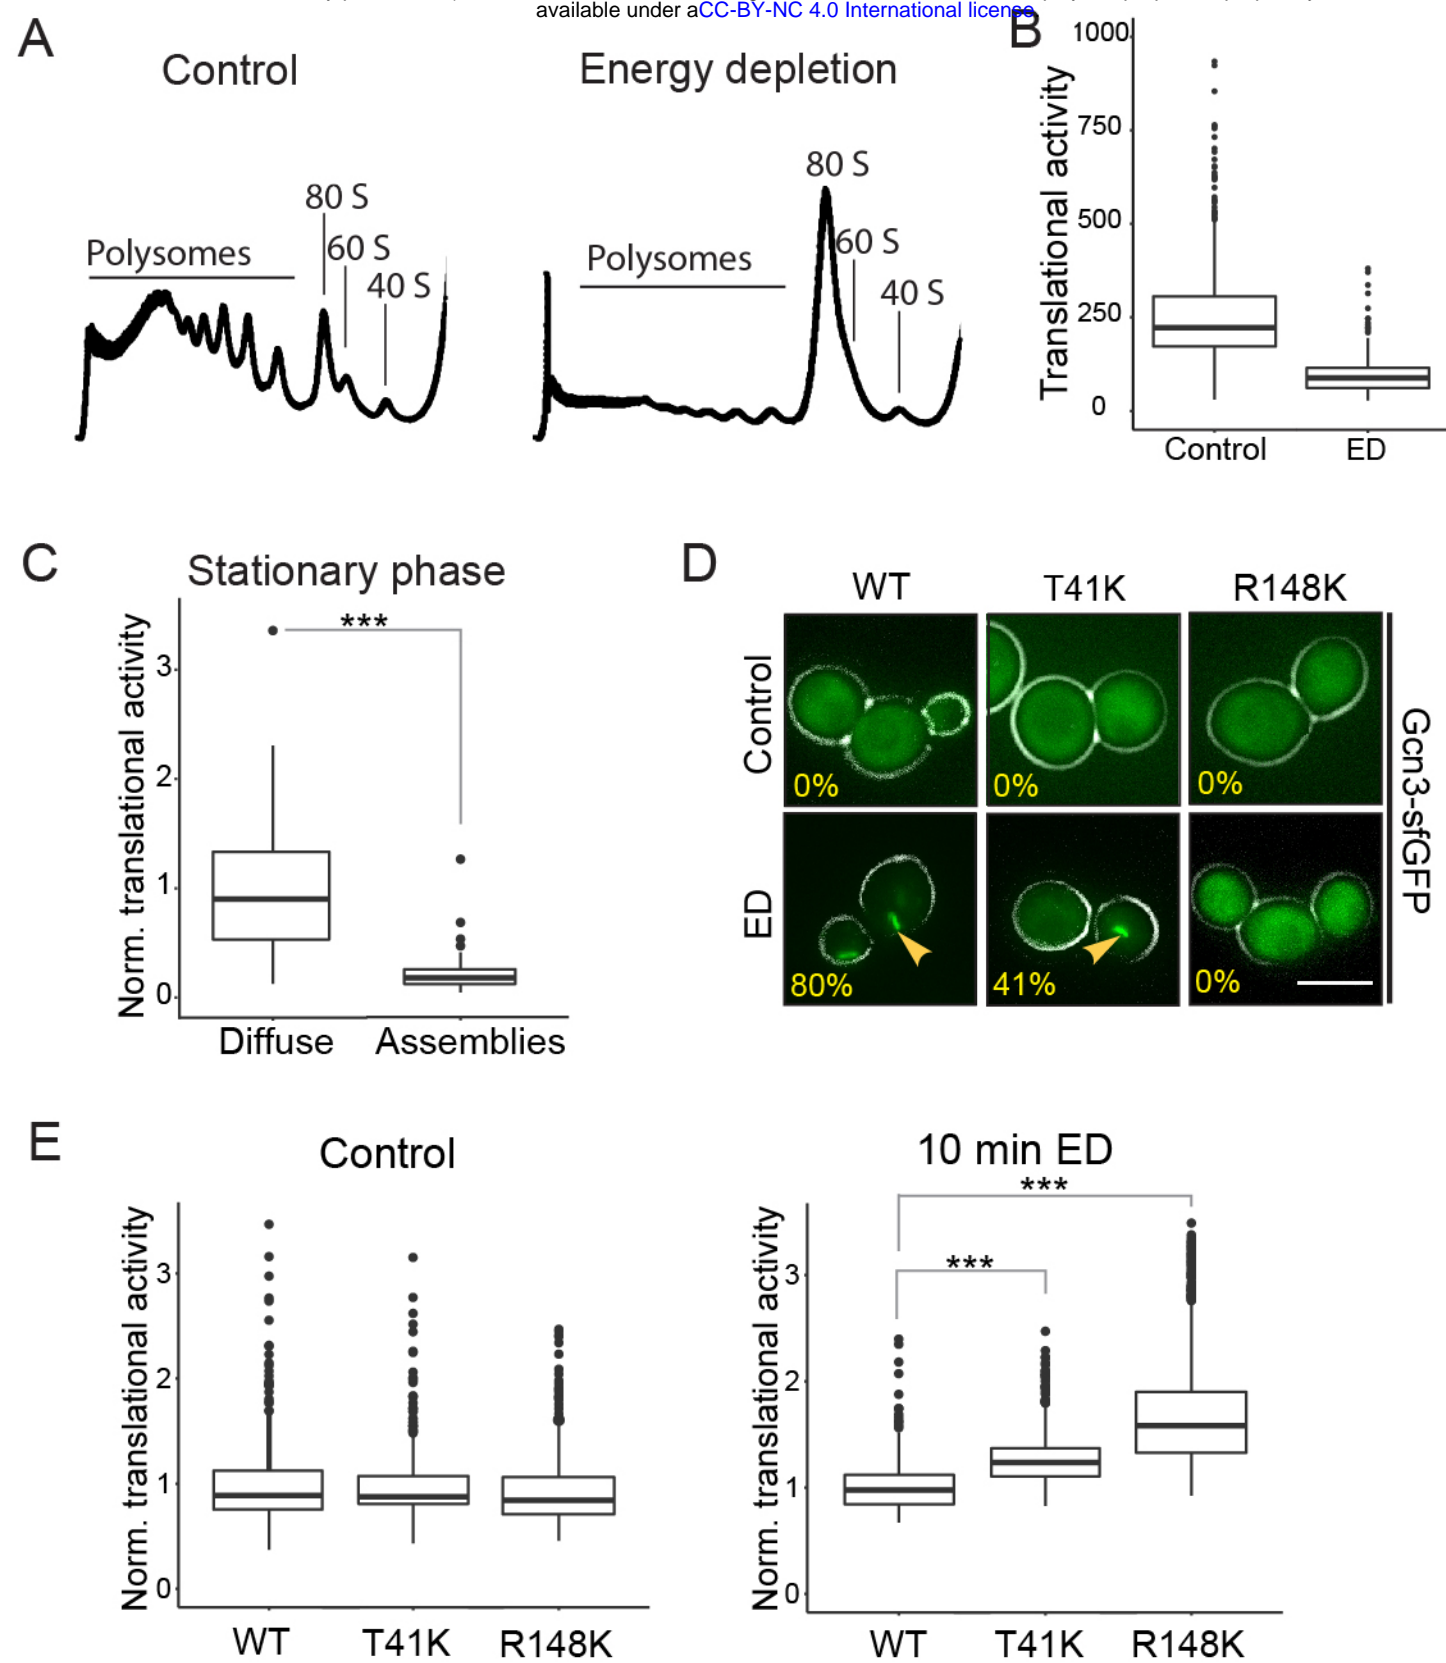 available under aCC-BY-NC 4.0 International license
A
Control
Energy depletion
Polysomes
80 S
60 S
40 S
Polysomes
80 S
60 S
40 S
B
Translational activity
1000
750
500
250
0
Control
ED
C
Stationary phase
Norm. translational activity
***
3
2
1
0
Diffuse
Assemblies
D
WT
T41K
R148K
Control
0%
0%
0%
ED
80%
41%
0%
Gcn3-sfGFP
E
Control
Norm. translational activity
3
2
1
0
WT
T41K
R148K
10 min ED
Norm. translational activity
***
***
3
2
1
0
WT
T41K
R148K